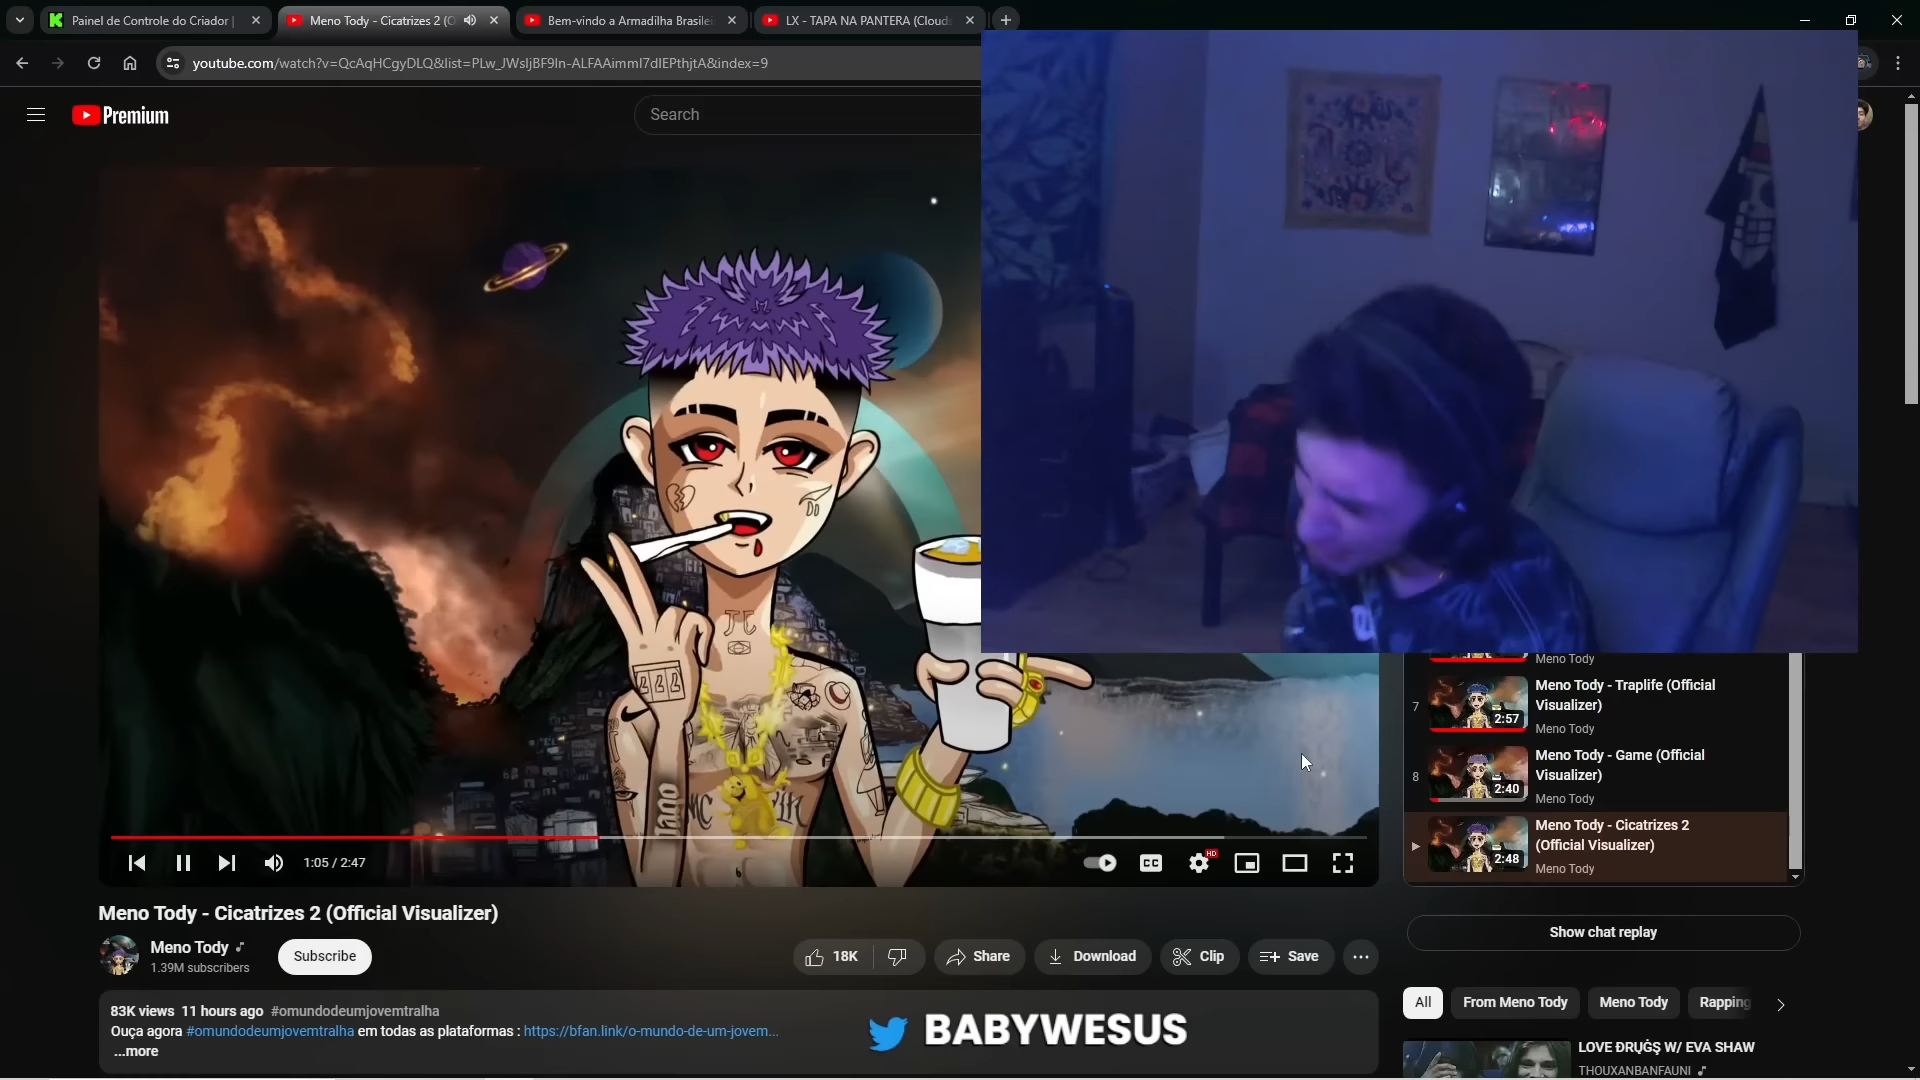 Painel de Controle do Criador |
Meno Tody - Cicatrizes 2 (O
Bem-vindo a Armadilha Brasilei
LX - TAPA NA PANTERA (Clouds
youtube.com/watch?v=QcAqHCgyDLQ&list=PLw_JWsIjBF9In-ALFAAimmI7dIEPthjtA&index=9
Premium
Search
Meno Tody
7
Meno Tody - Traplife (Official
Visualizer)
2:57
Meno Tody
8
Meno Tody - Game (Official
Visualizer)
2:40
Meno Tody
Meno Tody - Cicatrizes 2
(Official Visualizer)
2:48
Meno Tody
1:05 / 2:47
CC
HD
Meno Tody - Cicatrizes 2 (Official Visualizer)
Meno Tody
1.39M subscribers
Subscribe
18K
Share
Download
Clip
Save
Show chat replay
83K views 11 hours ago #omundodeumjovemtralha
Ouça agora #omundodeumjovemtralha em todas as plataformas : https://bfan.link/o-mundo-de-um-jovem...
...more
BABYWESUS
All
From Meno Tody
Meno Tody
Rapping
LOVE ĐRŲĢŞ W/ EVA SHAW
THOUXANBANFAUNI